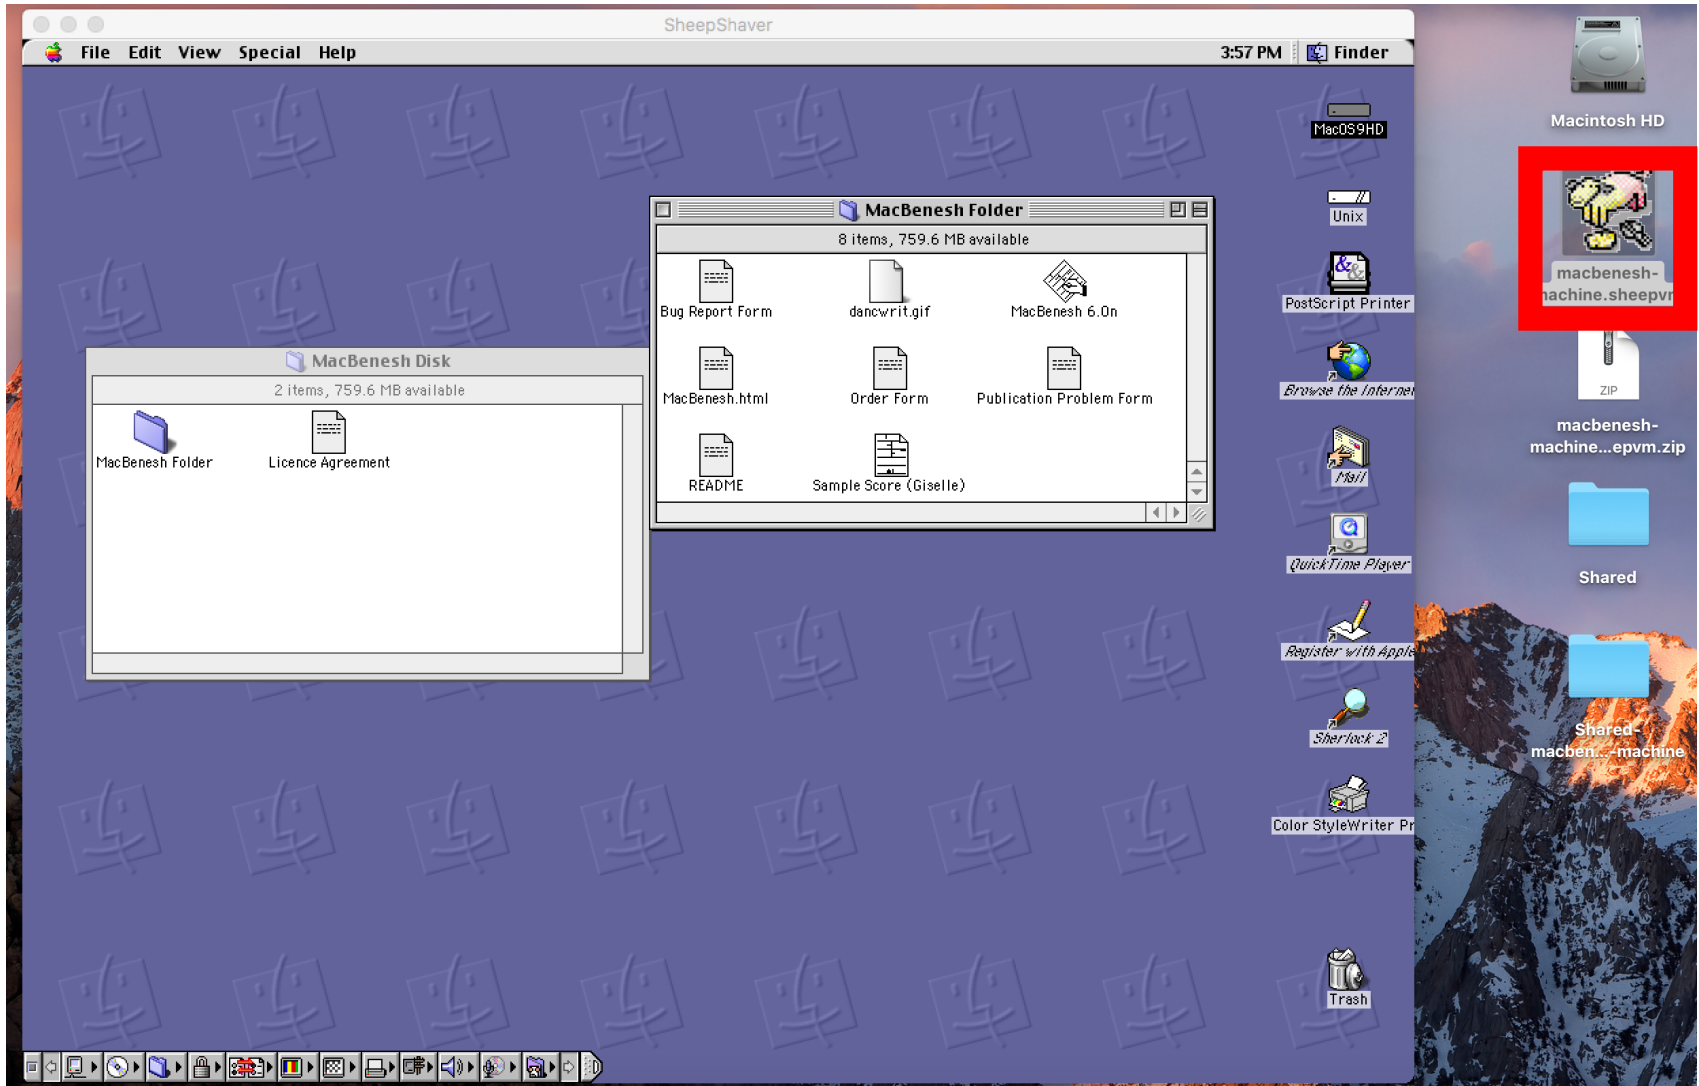 SheepShaver
File Edit View Special Help
3:57 PM Finder
MacOS9HD
Unix
PostScript Printer
Browse the Internet
Mail
QuickTime Player
Register with Apple
Sherlock 2
Color StyleWriter Pr
Trash
MacBenesh Folder
8 items, 759.6 MB available
Bug Report Form
dancwrit.gif
MacBenesh 6.0n
MacBenesh.html
Order Form
Publication Problem Form
README
Sample Score (Giselle)
MacBenesh Disk
2 items, 759.6 MB available
MacBenesh Folder
Licence Agreement
Macintosh HD
macbenesh-
machine.sheepvm
ZIP
macbenesh-
machine...epvm.zip
Shared
Shared-
macben...-machine